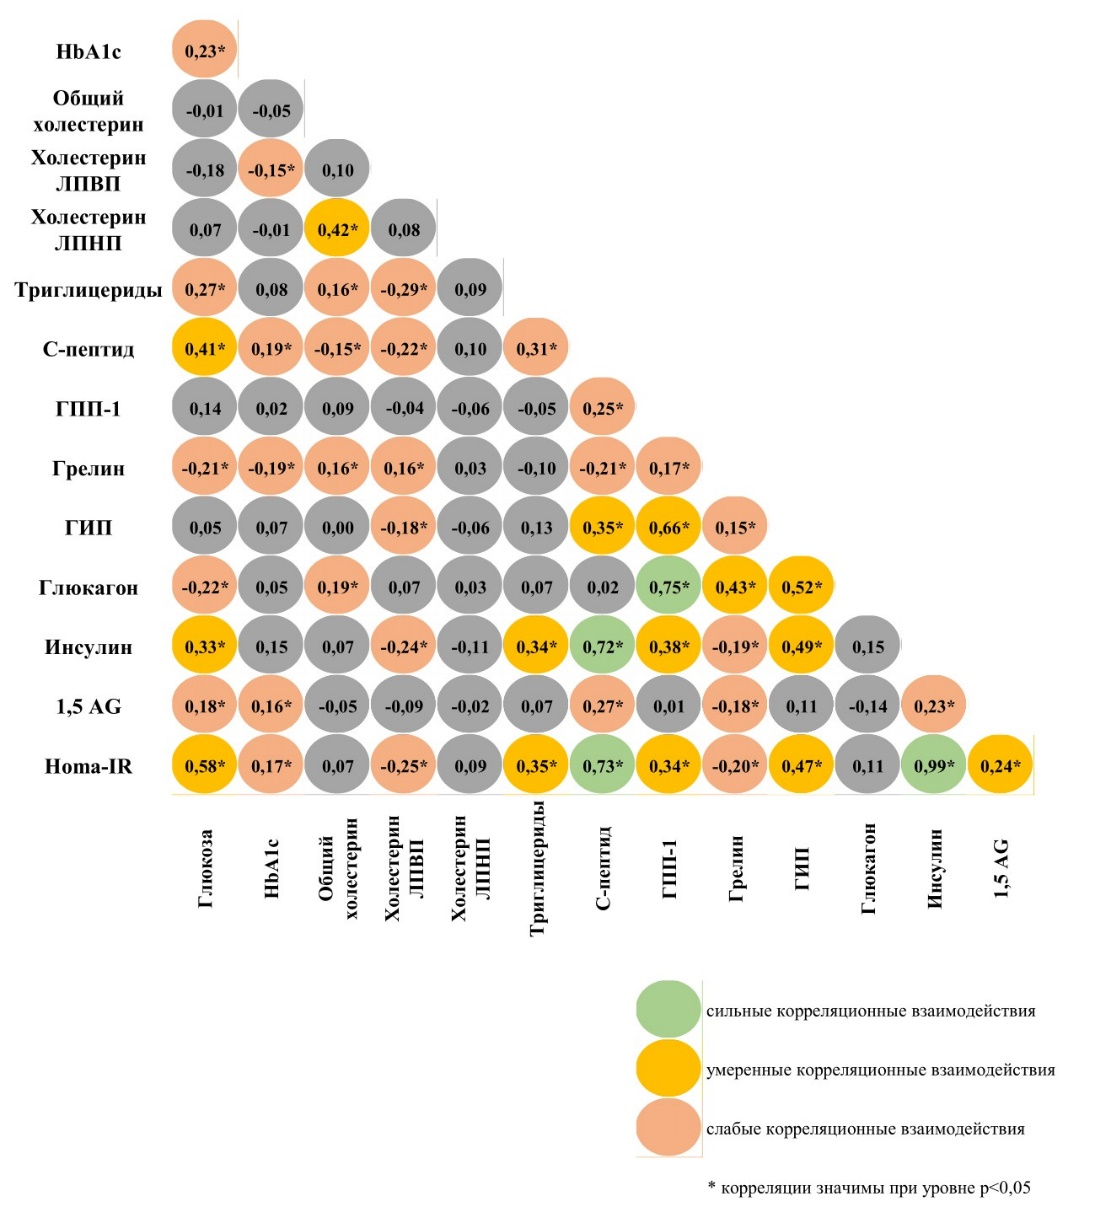 HbA1c 0,23*
Общий
холестерин -0,01 -0,05
Холестерин
ЛПВП -0,18 -0,15* 0,10
Холестерин
ЛПНП 0,07 -0,01 0,42* 0,08
Триглицериды 0,27* 0,08 0,16* -0,29* 0,09
С-пептид 0,41* 0,19* -0,15* -0,22* 0,10 0,31*
ГПП-1 0,14 0,02 0,09 -0,04 -0,06 -0,05 0,25*
Грелин -0,21* -0,19* 0,16* 0,16* 0,03 -0,10 -0,21* 0,17*
ГИП 0,05 0,07 0,00 -0,18* -0,06 0,13 0,35* 0,66* 0,15*
Глюкагон -0,22* 0,05 0,19* 0,07 0,03 0,07 0,02 0,75* 0,43* 0,52*
Инсулин 0,33* 0,15 0,07 -0,24* -0,11 0,34* 0,72* 0,38* -0,19* 0,49* 0,15
1,5 AG 0,18* 0,16* -0,05 -0,09 -0,02 0,07 0,27* 0,01 -0,18* 0,11 -0,14 0,23*
Homa-IR 0,58* 0,17* 0,07 -0,25* 0,09 0,35* 0,73* 0,34* -0,20* 0,47* 0,11 0,99* 0,24*
Глюкоза
HbA1c
Общий
холестерин
Холестерин
ЛПВП
Холестерин
ЛПНП
Триглицериды
С-пептид
ГПП-1
Грелин
ГИП
Глюкагон
Инсулин
1,5 AG
сильные корреляционные взаимодействия
умеренные корреляционные взаимодействия
слабые корреляционные взаимодействия
* корреляции значимы при уровне p<0,05